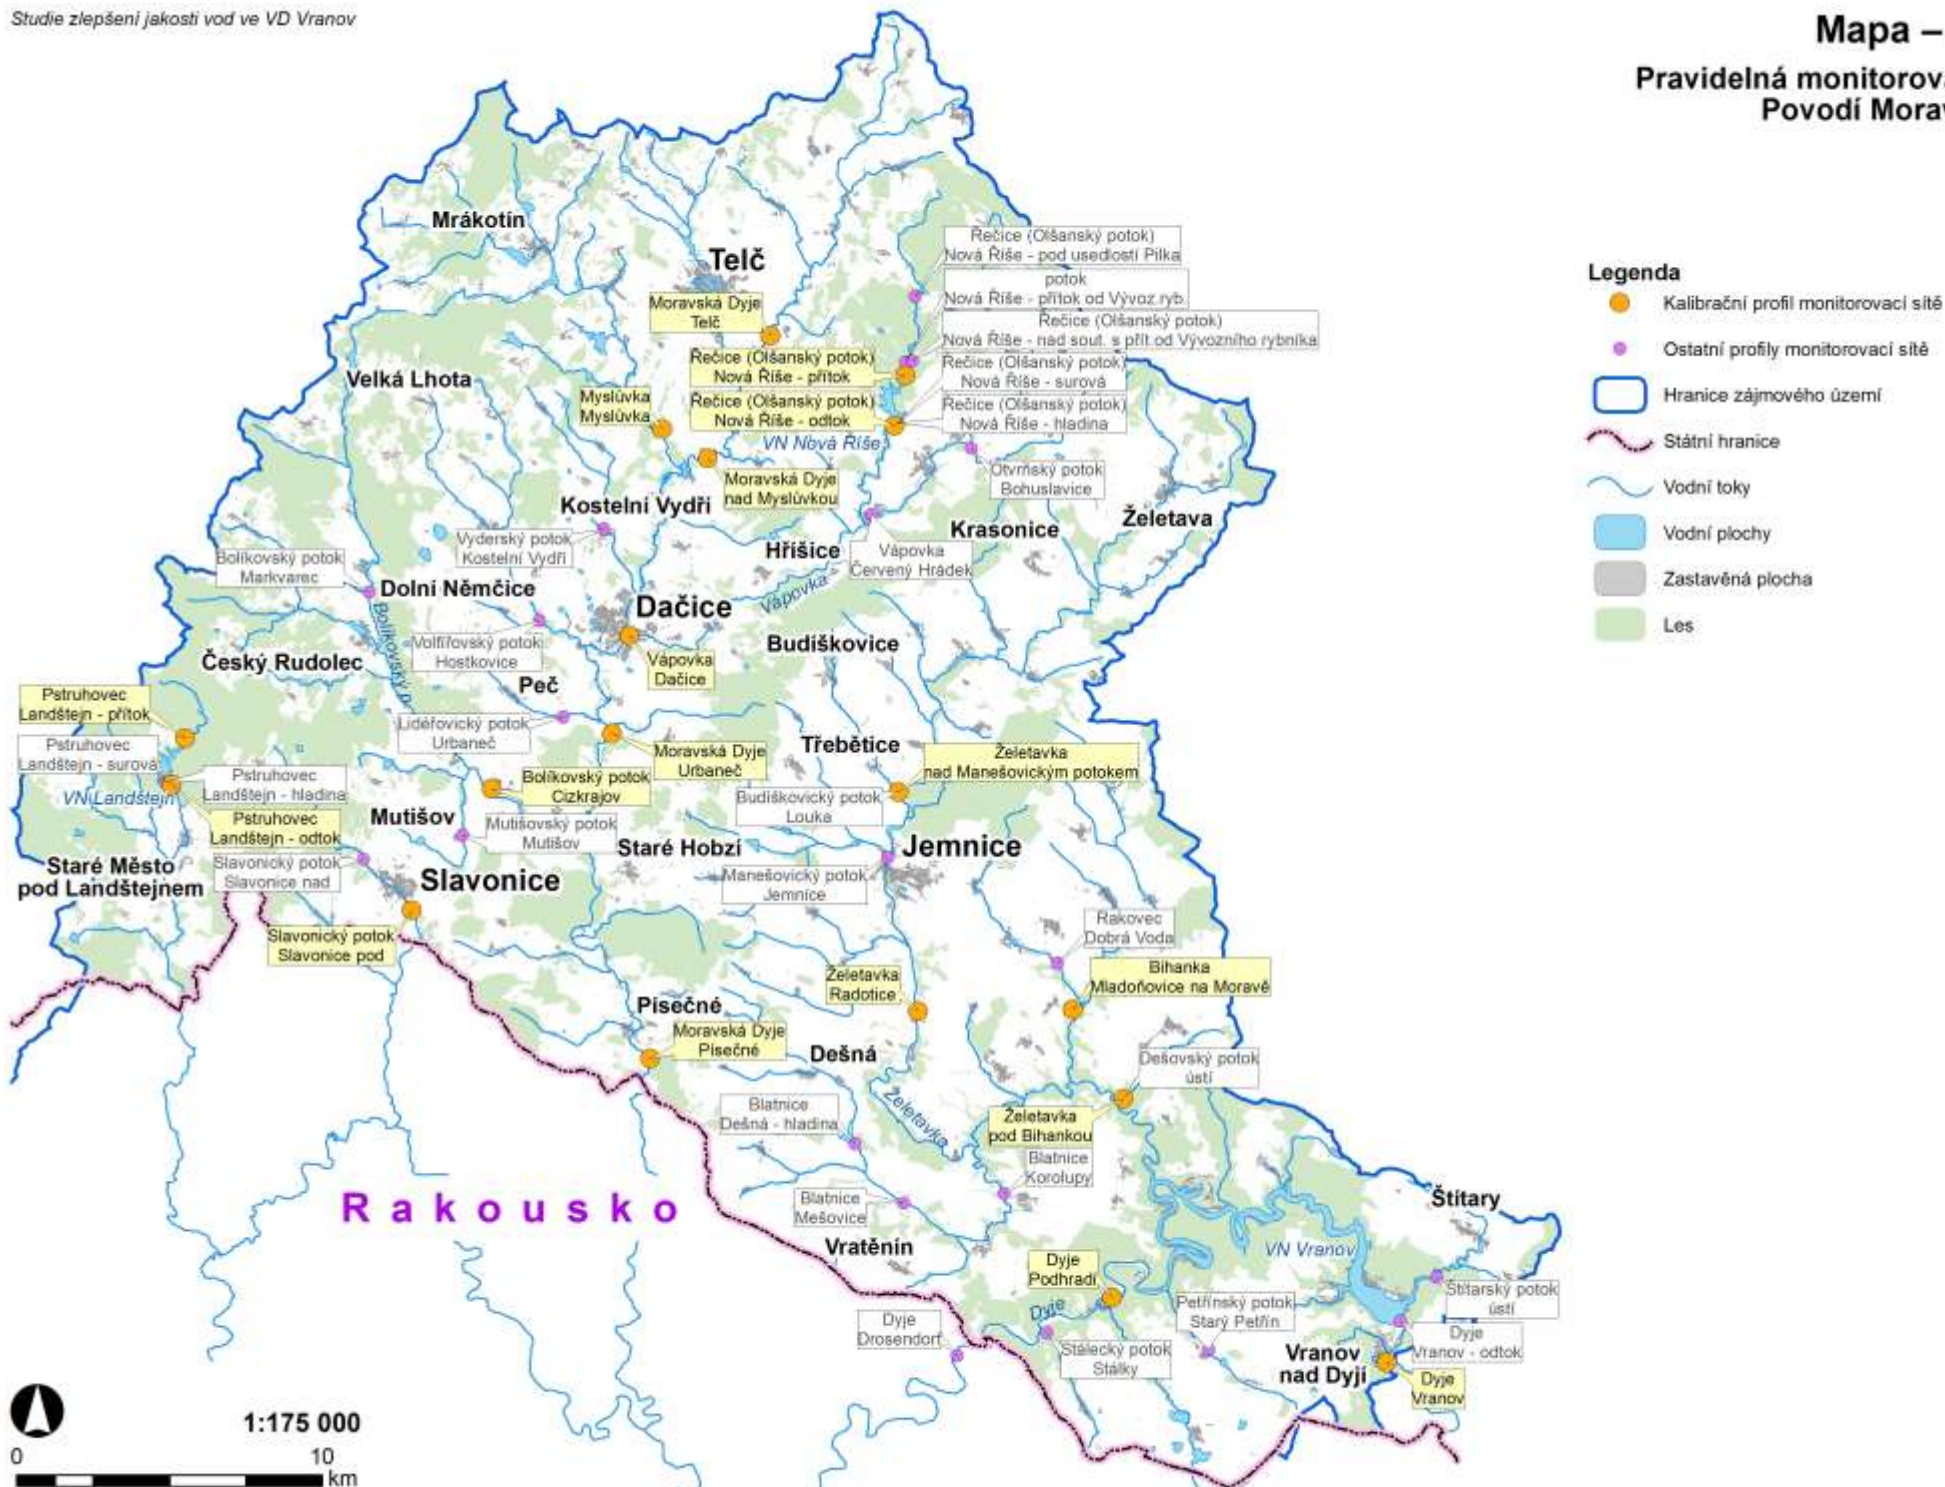 Studie zlepšení jakosti vod ve VD Vranov
Mapa –
Pravidelná monitorova
Povodí Morav
Legenda
Kalibrační profil monitorovací sítě
Ostatní profily monitorovací sítě
Hranice zájmového území
Státní hranice
Vodní toky
Vodní plochy
Zastavěná plocha
Les
Mrákotín
Telč
Řečice (Olšanský potok)
Nová Říše - pod usedlostí Pilka
potok
Nová Říše - přítok od Vývoz.ryb.
Moravská Dyje
Telč
Řečice (Olšanský potok)
Nová Říše - nad sout. s přít.od Vývozního rybníka
Řečice (Olšanský potok)
Nová Říše - přítok
Řečice (Olšanský potok)
Nová Říše - surová
Velká Lhota
Myslůvka
Myslůvka
Řečice (Olšanský potok)
Nová Říše - odtok
Řečice (Olšanský potok)
Nová Říše - hladina
VN Nová Říše
Moravská Dyje
nad Myslůvkou
Otvrňský potok
Bohuslavice
Kostelní Vydří
Želetava
Krasonice
Vyderský potok
Kostelní Vydří
Hříšice
Vápovka
Červený Hrádek
Bolíkovský potok
Markvarec
Dolní Němčice
Bolíkovský p.
Dačice
Vápovka
Volfířovský potok
Hostkovice
Budíškovice
Český Rudolec
Vápovka
Dačice
Peč
Pstruhovec
Landštejn - přítok
Lidéřovický potok
Urbaneč
Pstruhovec
Landštejn - surová
Moravská Dyje
Urbaneč
Třebětice
Želetavka
nad Manešovickým potokem
Pstruhovec
Landštejn - hladina
VN Landštejn
Bolíkovský potok
Cizkrajov
Budíškovický potok
Louka
Pstruhovec
Landštejn - odtok
Mutišov
Mutišovský potok
Mutišov
Staré Hobzí
Jemnice
Staré Město
pod Landštejnem
Slavonický potok
Slavonice nad
Slavonice
Manešovický potok
Jemnice
Slavonický potok
Slavonice pod
Rakovec
Dobrá Voda
Želetavka
Radotice
Bihanka
Mladoňovice na Moravě
Písečné
Moravská Dyje
Písečné
Dešná
Dešovský potok
ústí
Blatnice
Dešná - hladina
Želetavka
Želetavka
pod Bihankou
Blatnice
Korolupy
Rakousko
Blatnice
Mešovice
Štítary
Vratěnín
VN Vranov
Dyje
Podhradí
Štítarský potok
ústí
Dyje
Petřínský potok
Starý Petřín
Dyje
Drosendorf
Stálecký potok
Stálky
Dyje
Vranov - odtok
Vranov
nad Dyjí
Dyje
Vranov
1:175 000
0 10
km